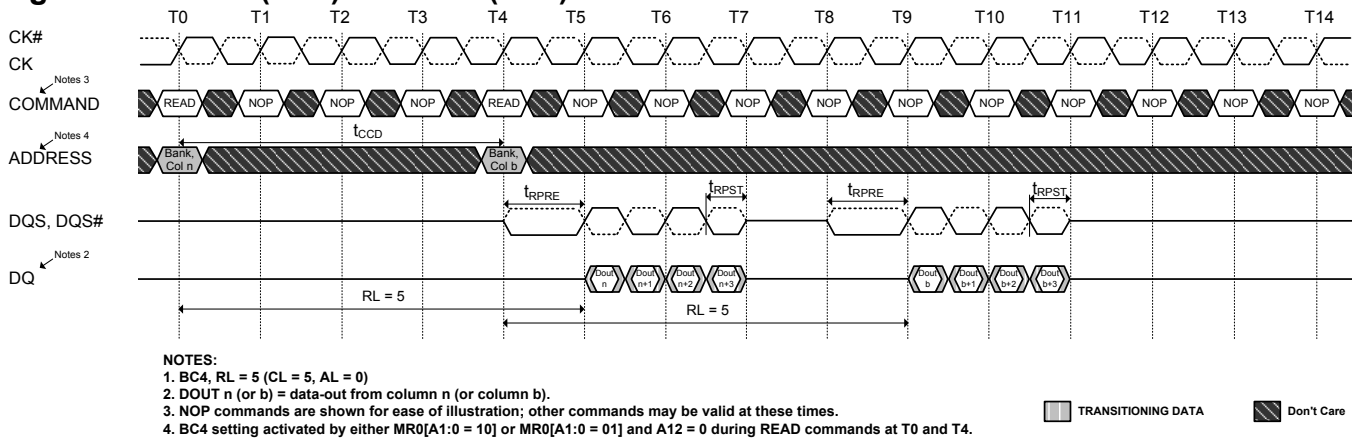 T0 T1 T2 T3 T4 T5 T6 T7 T8 T9 T10 T11 T12 T13 T14
CK#
CK
Notes 3
COMMAND READ NOP NOP NOP READ NOP NOP NOP NOP NOP NOP NOP NOP NOP NOP
tCCD
Notes 4
ADDRESS Bank, Col n Bank, Col b
tRPRE tRPST tRPRE tRPST
DQS, DQS#
Notes 2
DQ Dout n Dout n+1 Dout n+2 Dout n+3 Dout b Dout b+1 Dout b+2 Dout b+3
RL = 5
RL = 5
NOTES:
1. BC4, RL = 5 (CL = 5, AL = 0)
2. DOUT n (or b) = data-out from column n (or column b).
3. NOP commands are shown for ease of illustration; other commands may be valid at these times.
4. BC4 setting activated by either MR0[A1:0 = 10] or MR0[A1:0 = 01] and A12 = 0 during READ commands at T0 and T4.
TRANSITIONING DATA Don't Care